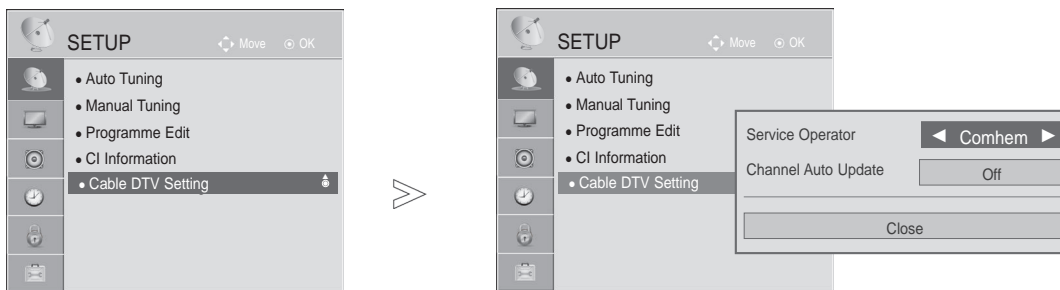 SETUP
Move
OK
• Auto Tuning
• Manual Tuning
• Programme Edit
• CI Information
• Cable DTV Setting
SETUP
Move
OK
• Auto Tuning
• Manual Tuning
• Programme Edit
• CI Information
• Cable DTV Setting
Service Operator
◄ Comhem ►
Channel Auto Update
Off
Close